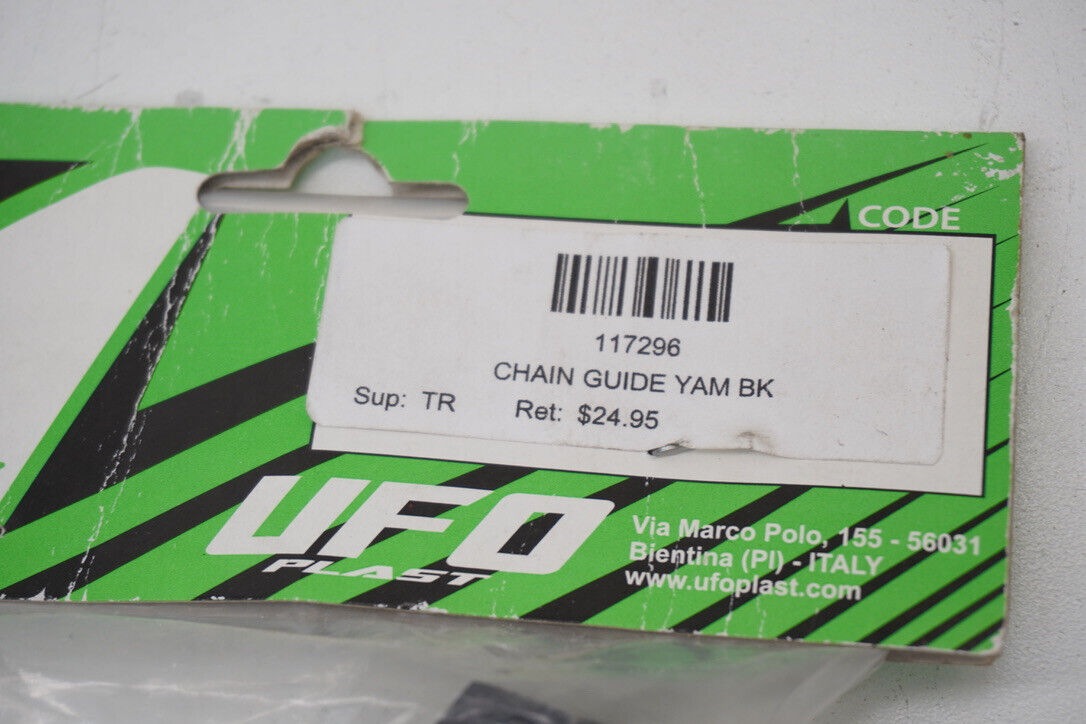 CODE
117296
CHAIN GUIDE YAM BK
Sup: TR Ret: $24.95
UFO
PLAST
Via Marco Polo, 155 - 56031
Bientina (PI) - ITALY
www.ufoplast.com